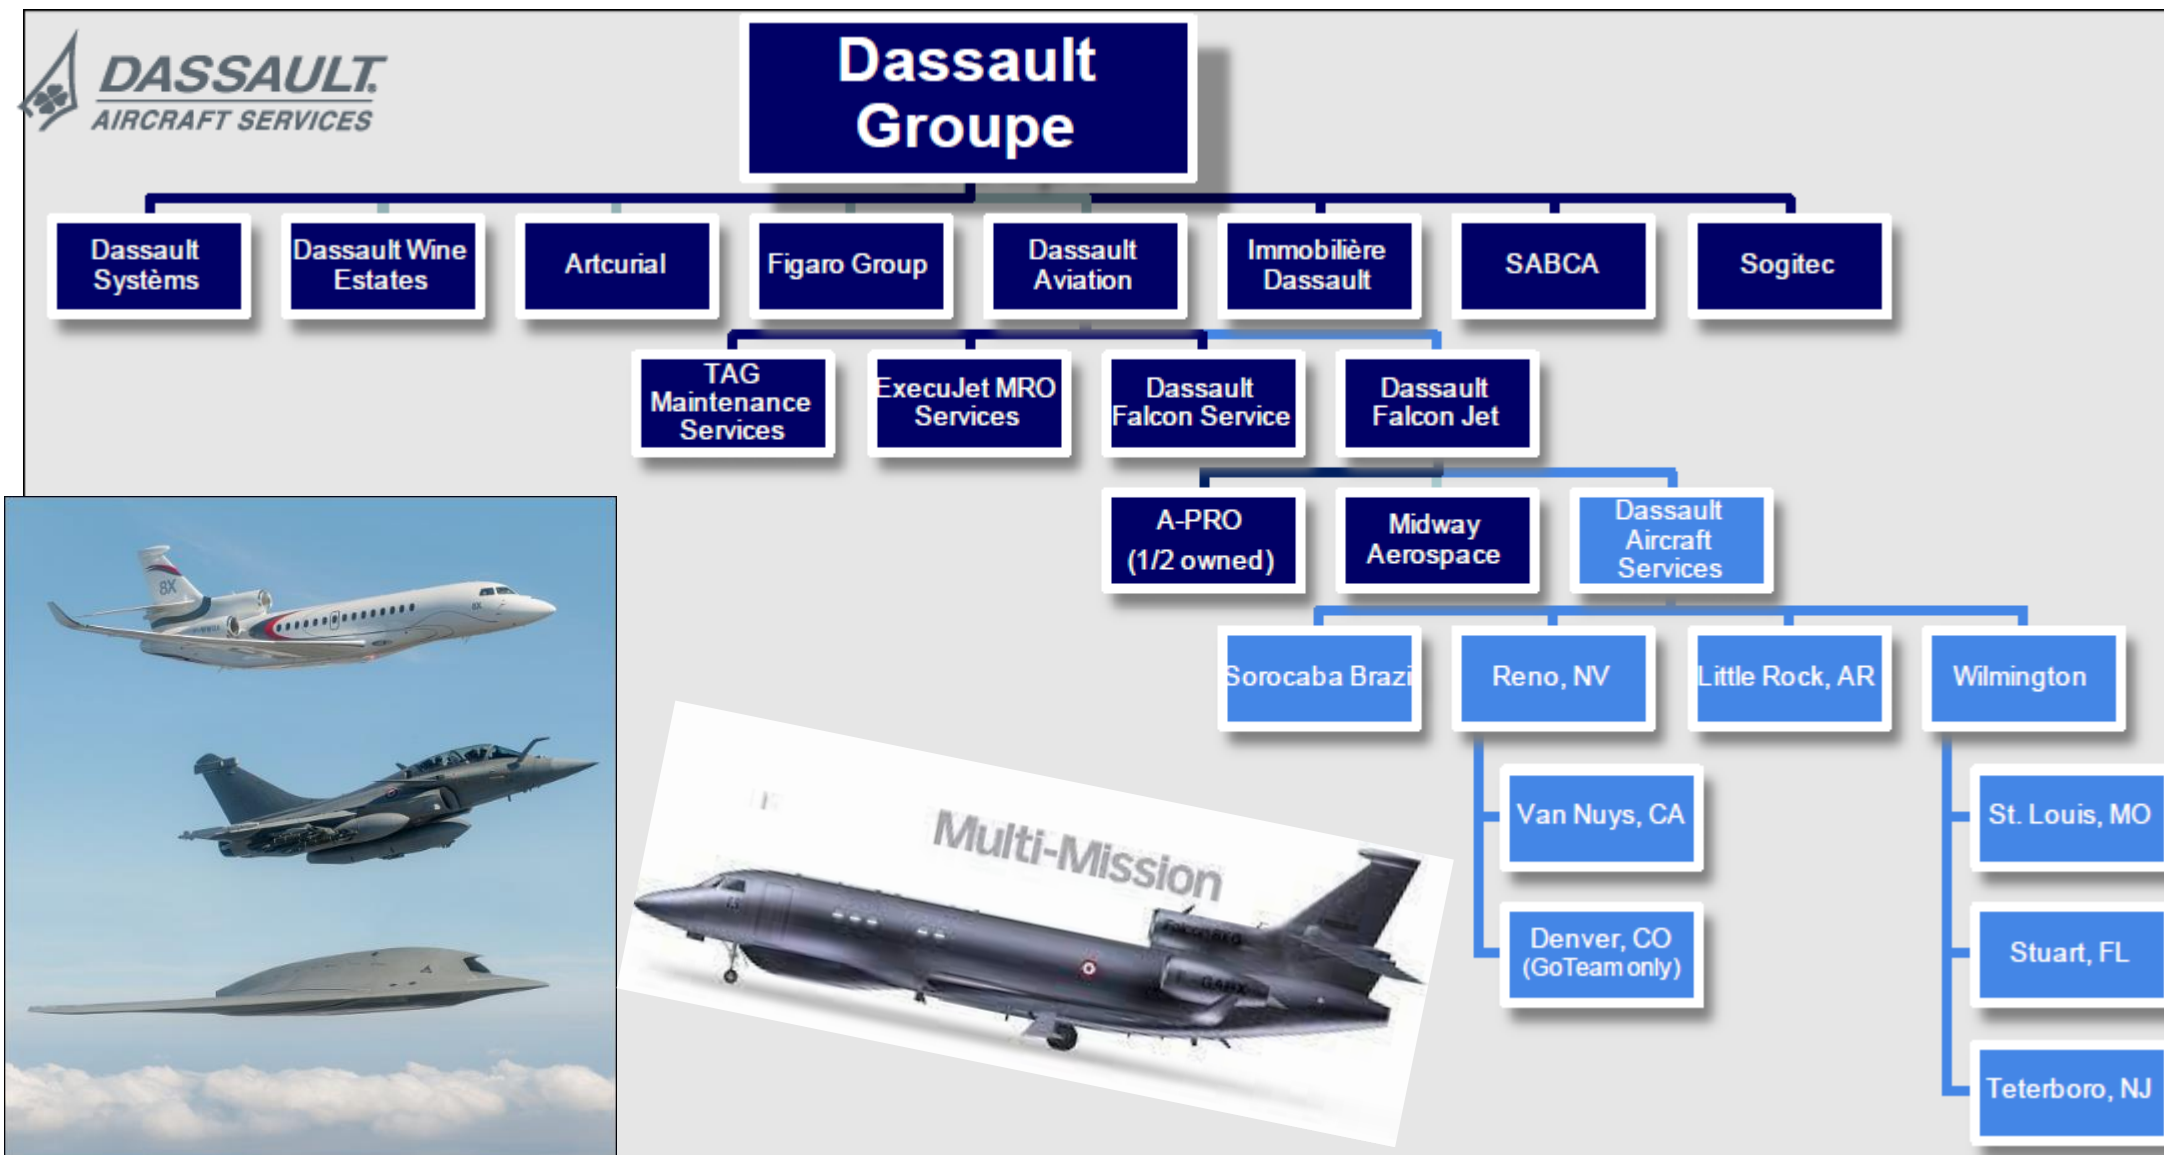 DASSAULT
AIRCRAFT SERVICES
Dassault
Groupe
Dassault
Systèms
Dassault Wine
Estates
Artcurial
Figaro Group
Dassault
Aviation
Immobilière
Dassault
SABCA
Sogitec
TAG
Maintenance
Services
ExecuJet MRO
Services
Dassault
Falcon Service
Dassault
Falcon Jet
A-PRO
(1/2 owned)
Midway
Aerospace
Dassault
Aircraft
Services
Sorocaba Brazi
Reno, NV
Little Rock, AR
Wilmington
Van Nuys, CA
Denver, CO
(GoTeam only)
St. Louis, MO
Stuart, FL
Teterboro, NJ
8X
8X
Multi-Mission